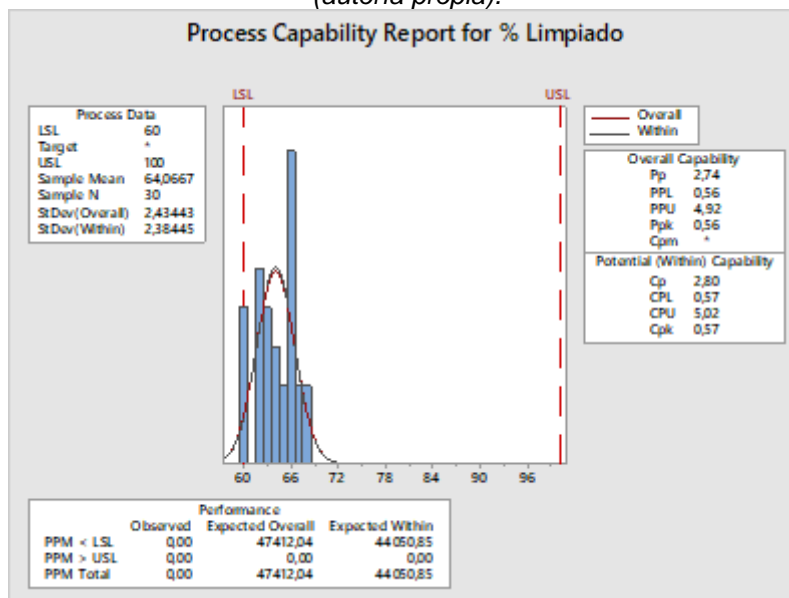 (autoría propia).
Process Capability Report for % Limpiado
LSL USL
Process Data
LSL 60
Target *
USL 100
Sample Mean 64,0667
Sample N 30
StDev(Overall) 2,43443
StDev(Within) 2,38445
Overall
Within
Overall Capability
Pp 2,74
PPL 0,56
PPU 4,92
Ppk 0,56
Cpm *
Potential (Within) Capability
Cp 2,80
CPL 0,57
CPU 5,02
Cpk 0,57
60 66 72 78 84 90 96
Performance
Observed Expected Overall Expected Within
PPM < LSL 0,00 47412,04 44050,85
PPM > USL 0,00 0,00 0,00
PPM Total 0,00 47412,04 44050,85